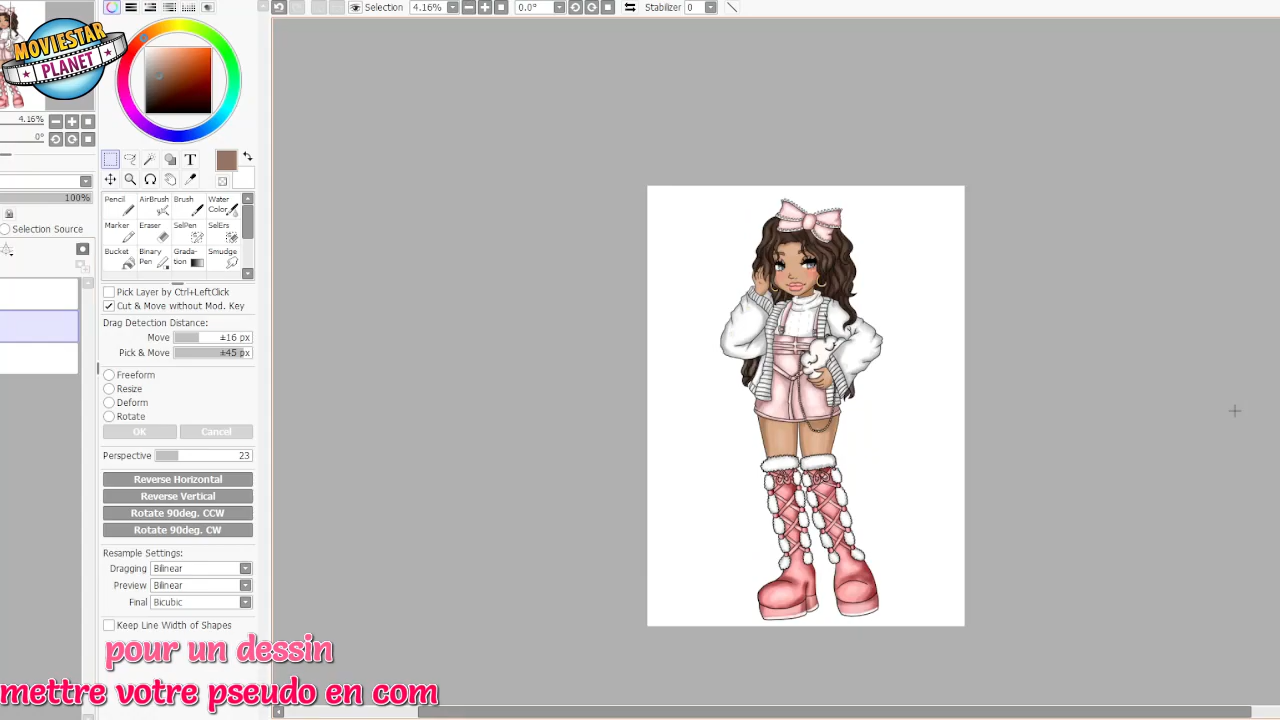 Selection
4.16%
0.0°
Stabilizer
0
MOVIESTAR
PLANET
4.16%
0°
T
100%
Selection Source
Pencil
AirBrush
Brush
Water
Color
Marker
Eraser
SelPen
SelErs
Bucket
Binary
Pen
Grada-
tion
Smudge
Pick Layer by Ctrl+LeftClick
Cut & Move without Mod. Key
Drag Detection Distance:
Move
±16 px
Pick & Move
±45 px
Freeform
Resize
Deform
Rotate
OK
Cancel
Perspective
23
Reverse Horizontal
Reverse Vertical
Rotate 90deg. CCW
Rotate 90deg. CW
Resample Settings:
Dragging
Bilinear
Preview
Bilinear
Final
Bicubic
Keep Line Width of Shapes
pour un dessin
mettre votre pseudo en com